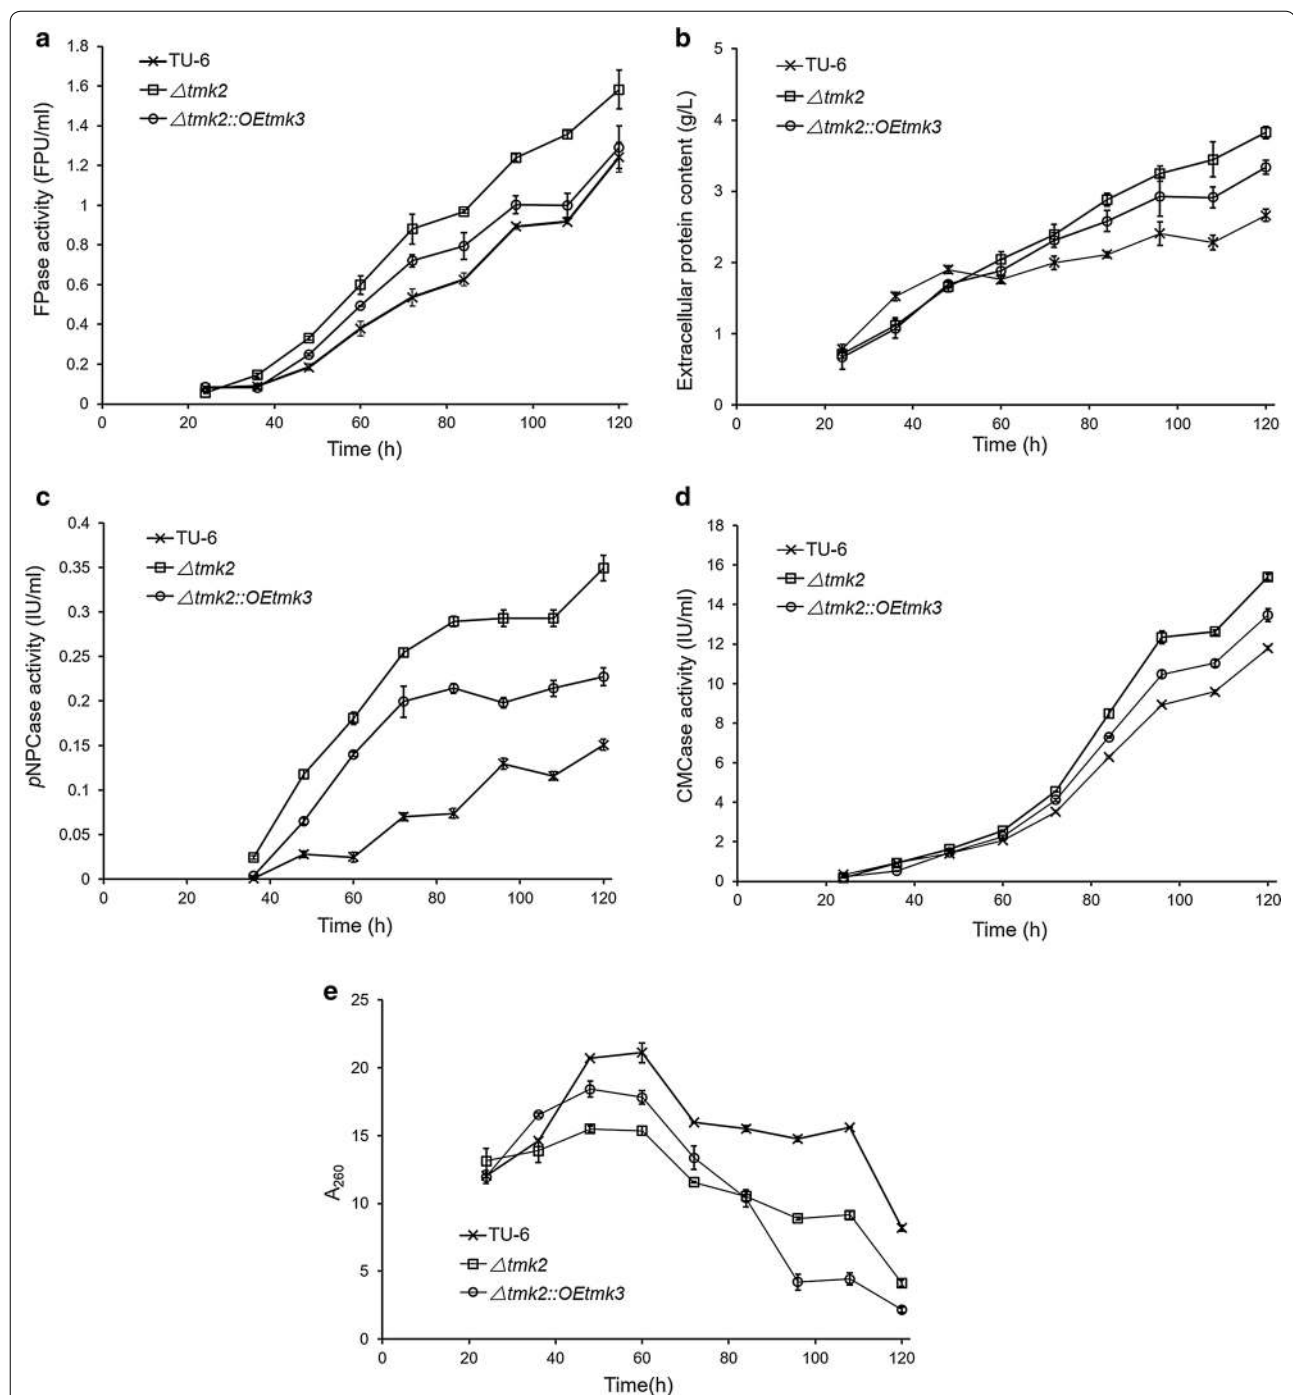 a
1.8
1.6
1.4
1.2
1
0.8
0.6
0.4
0.2
0
0 20 40 60 80 100 120
FPase activity (FPU/ml)
Time (h)
TU-6
△tmk2
△tmk2::OEtmk3
b
5
4
3
2
1
0
0 20 40 60 80 100 120
Extracellular protein content (g/L)
Time (h)
TU-6
△tmk2
△tmk2::OEtmk3
c
0.4
0.35
0.3
0.25
0.2
0.15
0.1
0.05
0
0 20 40 60 80 100 120
pNPCase activity (IU/ml)
Time (h)
TU-6
△tmk2
△tmk2::OEtmk3
d
18
16
14
12
10
8
6
4
2
0
0 20 40 60 80 100 120
CMCase activity (IU/ml)
Time (h)
TU-6
△tmk2
△tmk2::OEtmk3
e
25
20
15
10
5
0
0 20 40 60 80 100 120
A260
Time(h)
TU-6
△tmk2
△tmk2::OEtmk3